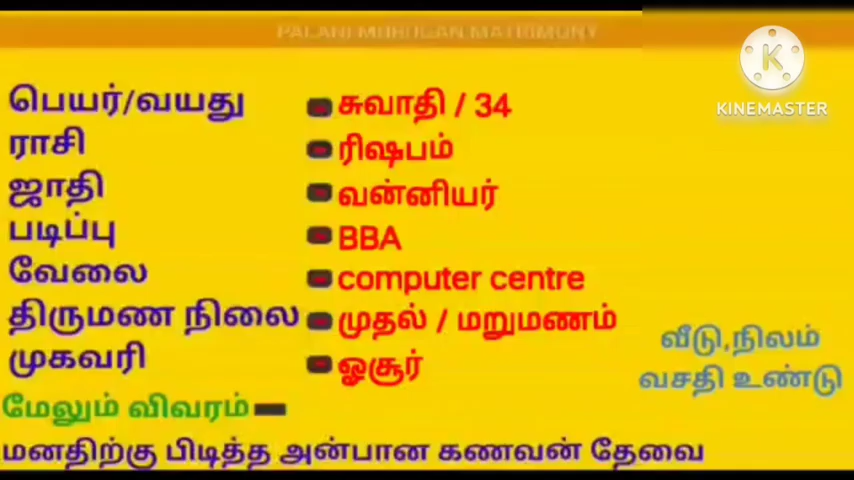 PALANI MURUGAN MATRIMONY
KINEMASTER
பெயர்/வயது சுவாதி / 34
ராசி ரிஷபம்
ஜாதி வன்னியர்
படிப்பு BBA
வேலை computer centre
திருமண நிலை முதல் / மறுமணம்
முகவரி ஓசூர்
வீடு,நிலம்
வசதி உண்டு
மேலும் விவரம்
மனதிற்கு பிடித்த அன்பான கணவன் தேவை